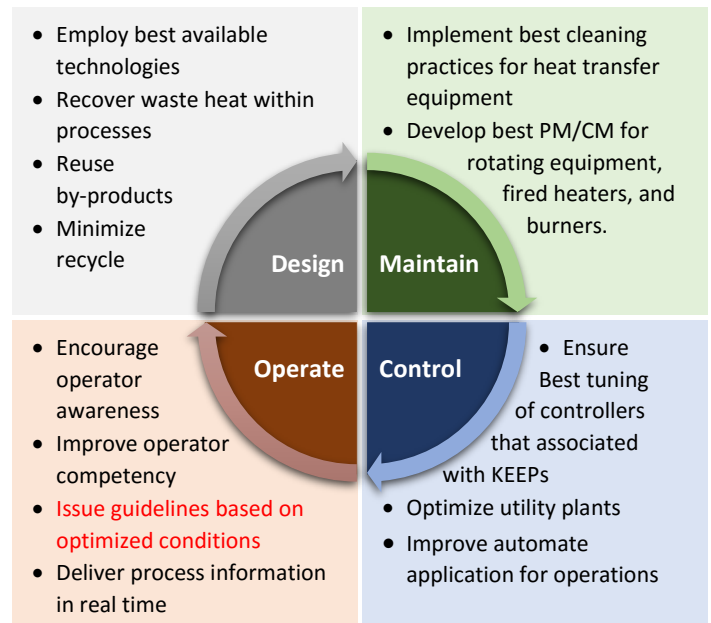 • Employ best available
technologies
• Recover waste heat within
processes
• Reuse
by-products
• Minimize
recycle
Design
• Implement best cleaning
practices for heat transfer
equipment
• Develop best PM/CM for
rotating equipment,
fired heaters, and
burners.
Maintain
• Encourage
operator
awareness
• Improve operator
competency
• Issue guidelines based on
optimized conditions
• Deliver process information
in real time
Operate
• Ensure
Best tuning
of controllers
that associated
with KEEPs
• Optimize utility plants
• Improve automate
application for operations
Control